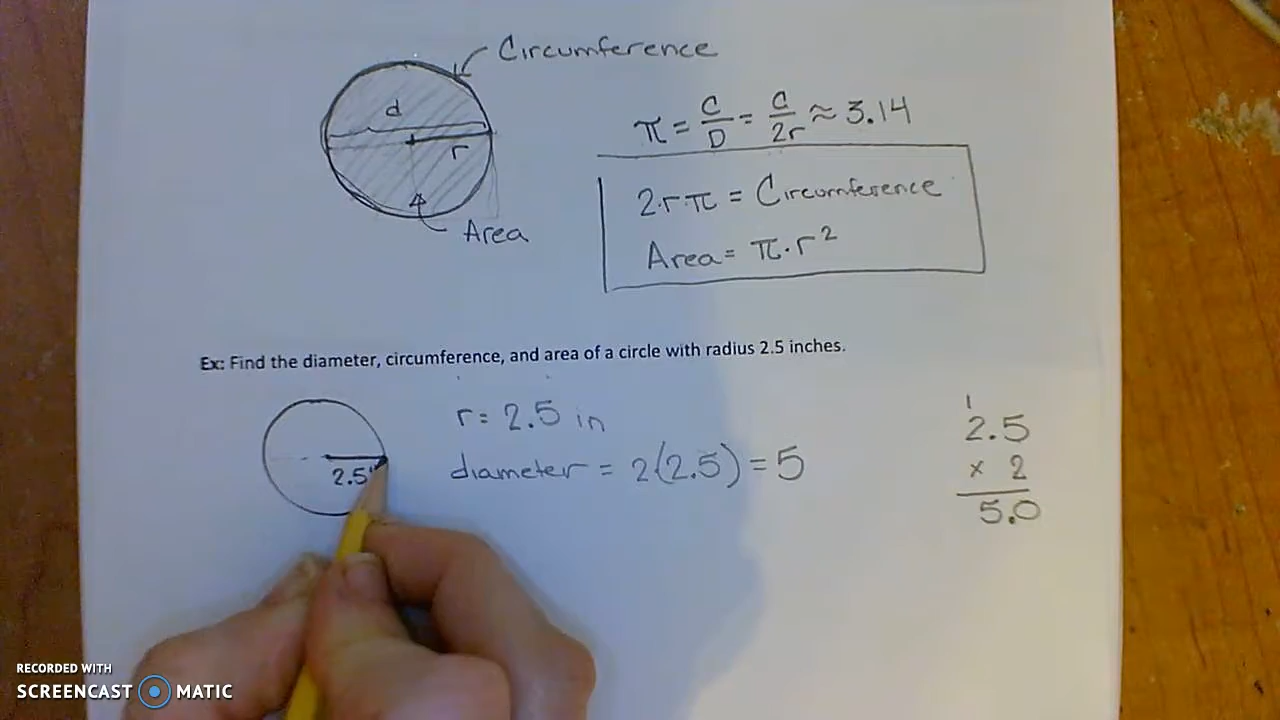 Circumference
d
r
Area
π = C/D = C/2r ≈ 3.14
2·r·π = Circumference
Area = π·r²
Ex: Find the diameter, circumference, and area of a circle with radius 2.5 inches.
2.5"
r = 2.5 in
diameter = 2(2.5) = 5
1
2.5
x 2
5.0
RECORDED WITH
SCREENCAST MATIC